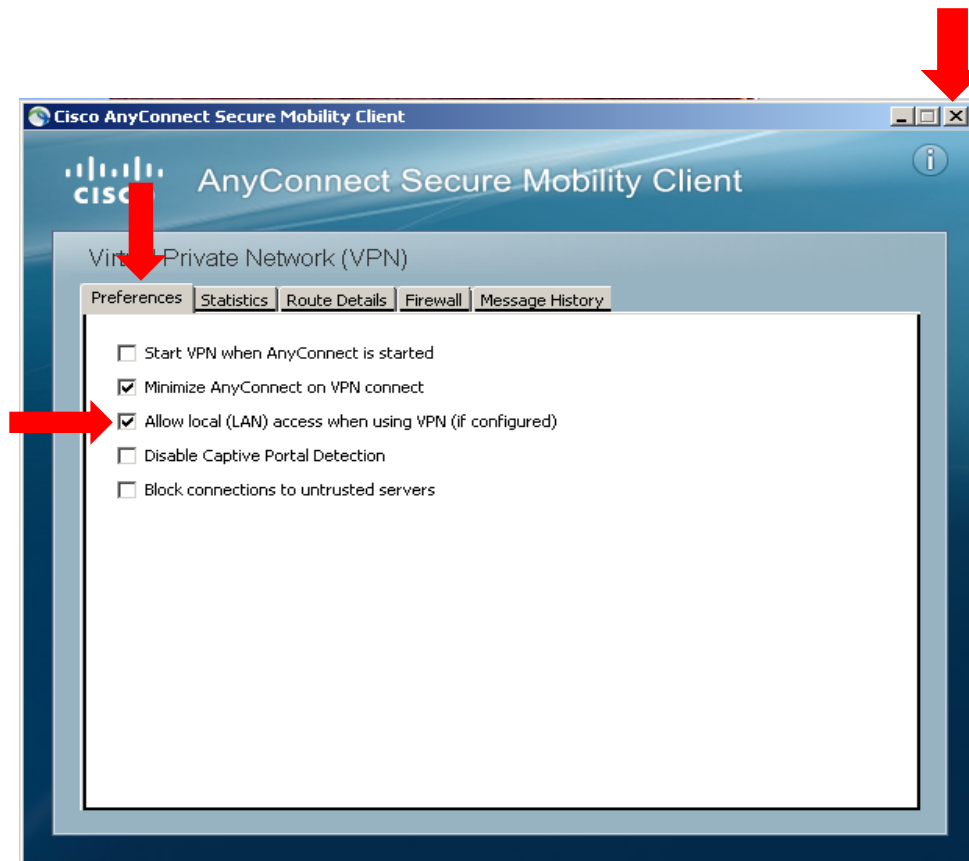 Cisco AnyConnect Secure Mobility Client
CISCO
AnyConnect Secure Mobility Client
Virtual Private Network (VPN)
Preferences Statistics Route Details Firewall Message History
Start VPN when AnyConnect is started
Minimize AnyConnect on VPN connect
Allow local (LAN) access when using VPN (if configured)
Disable Captive Portal Detection
Block connections to untrusted servers